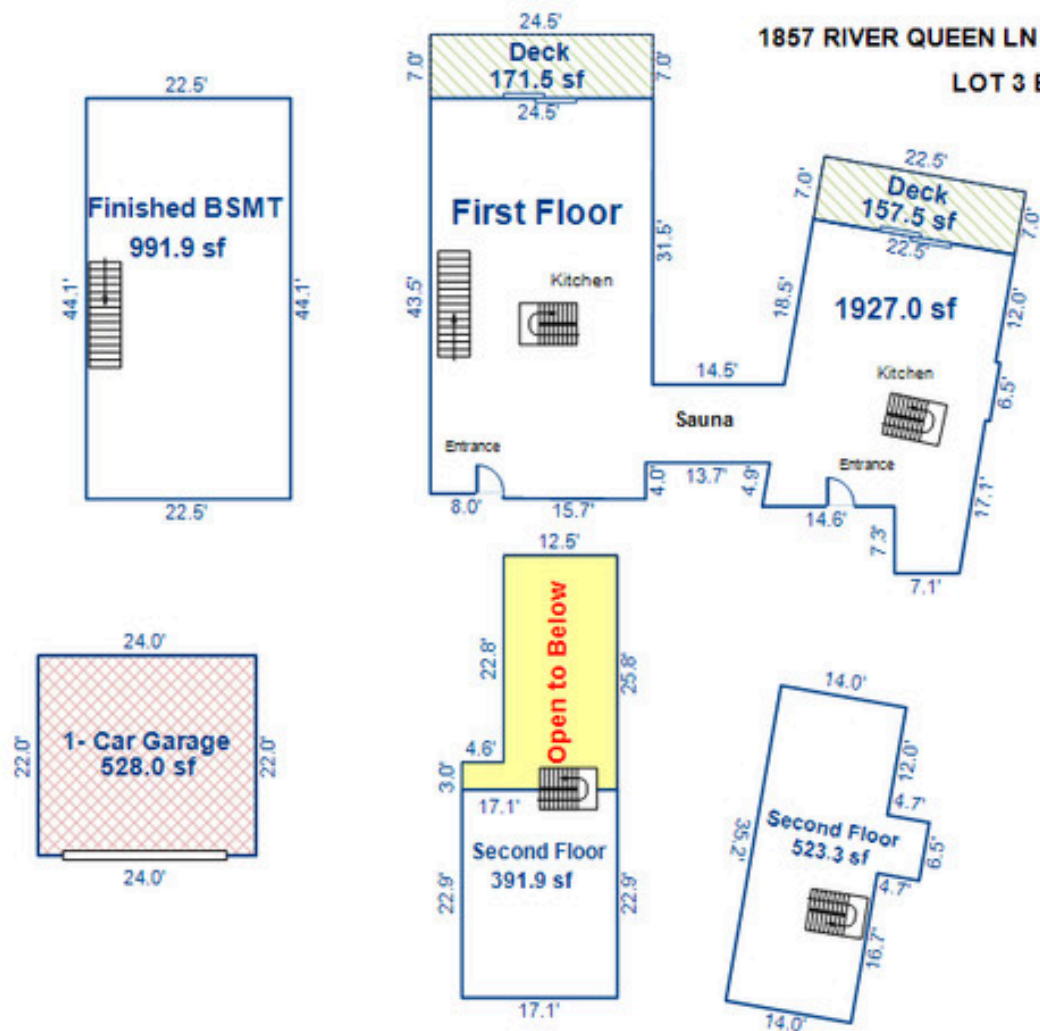 24.5'
1857 RIVER QUEEN LN
LOT 3
7.0'
Deck
171.5 sf
7.0'
24.5'
22.5'
Finished BSMT
991.9 sf
44.1'
44.1'
22.5'
First Floor
43.5'
31.5'
Kitchen
14.5'
Sauna
Entrance
8.0'
15.7'
4.0'
13.7'
4.9'
22.5'
7.0'
Deck
157.5 sf
7.0'
22.5'
18.5'
1927.0 sf
12.0'
Kitchen
6.5'
Entrance
14.6'
17.1'
7.3'
7.1'
24.0'
22.0'
1- Car Garage
528.0 sf
22.0'
24.0'
12.5'
22.8'
Open to Below
25.8'
4.6'
3.0'
17.1'
Second Floor
391.9 sf
22.9'
22.9'
17.1'
14.0'
12.0'
4.7'
35.2'
Second Floor
523.3 sf
6.5'
4.7'
16.7'
14.0'